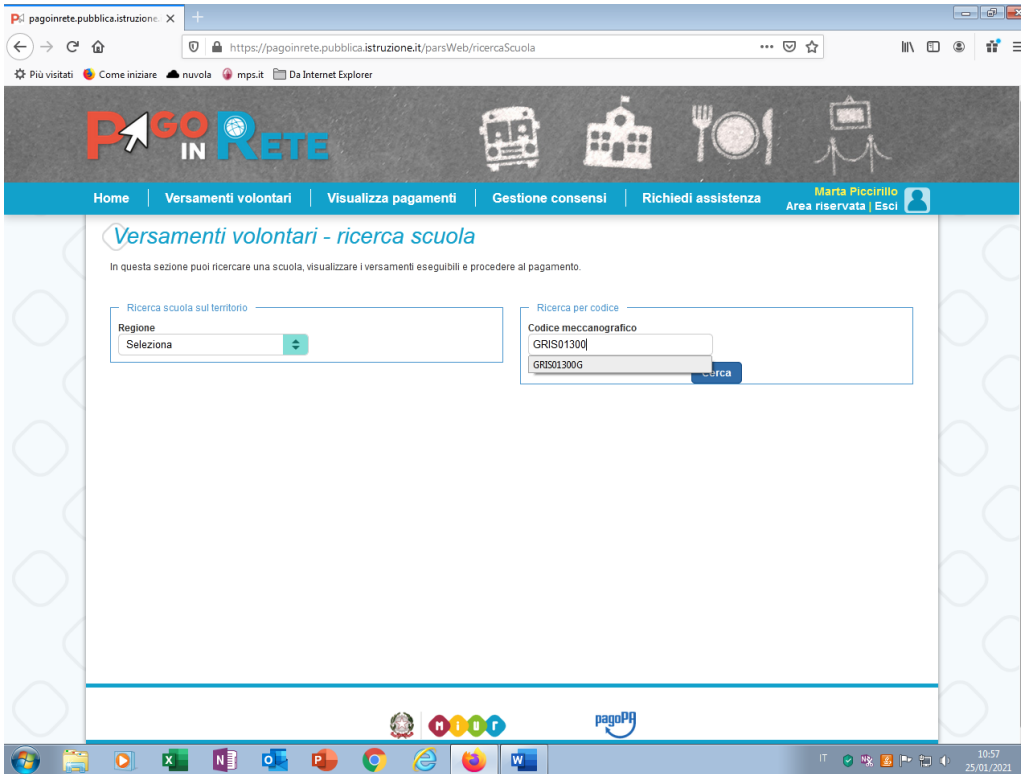 pagoinrete.pubblica.istruzione.
https://pagoinrete.pubblica.istruzione.it/parsWeb/ricercaScuola
Più visitati Come iniziare nuvola mps.it Da Internet Explorer
PAGO IN RETE
Home Versamenti volontari Visualizza pagamenti Gestione consensi Richiedi assistenza
Marta Piccirillo
Area riservata | Esci
Versamenti volontari - ricerca scuola
In questa sezione puoi ricercare una scuola, visualizzare i versamenti eseguibili e procedere al pagamento.
Ricerca scuola sul territorio
Regione
Seleziona
Ricerca per codice
Codice meccanografico
GRIS01300
GRIS01300G
Cerca
MIUR
pagoPA
IT
10:57
25/01/2021